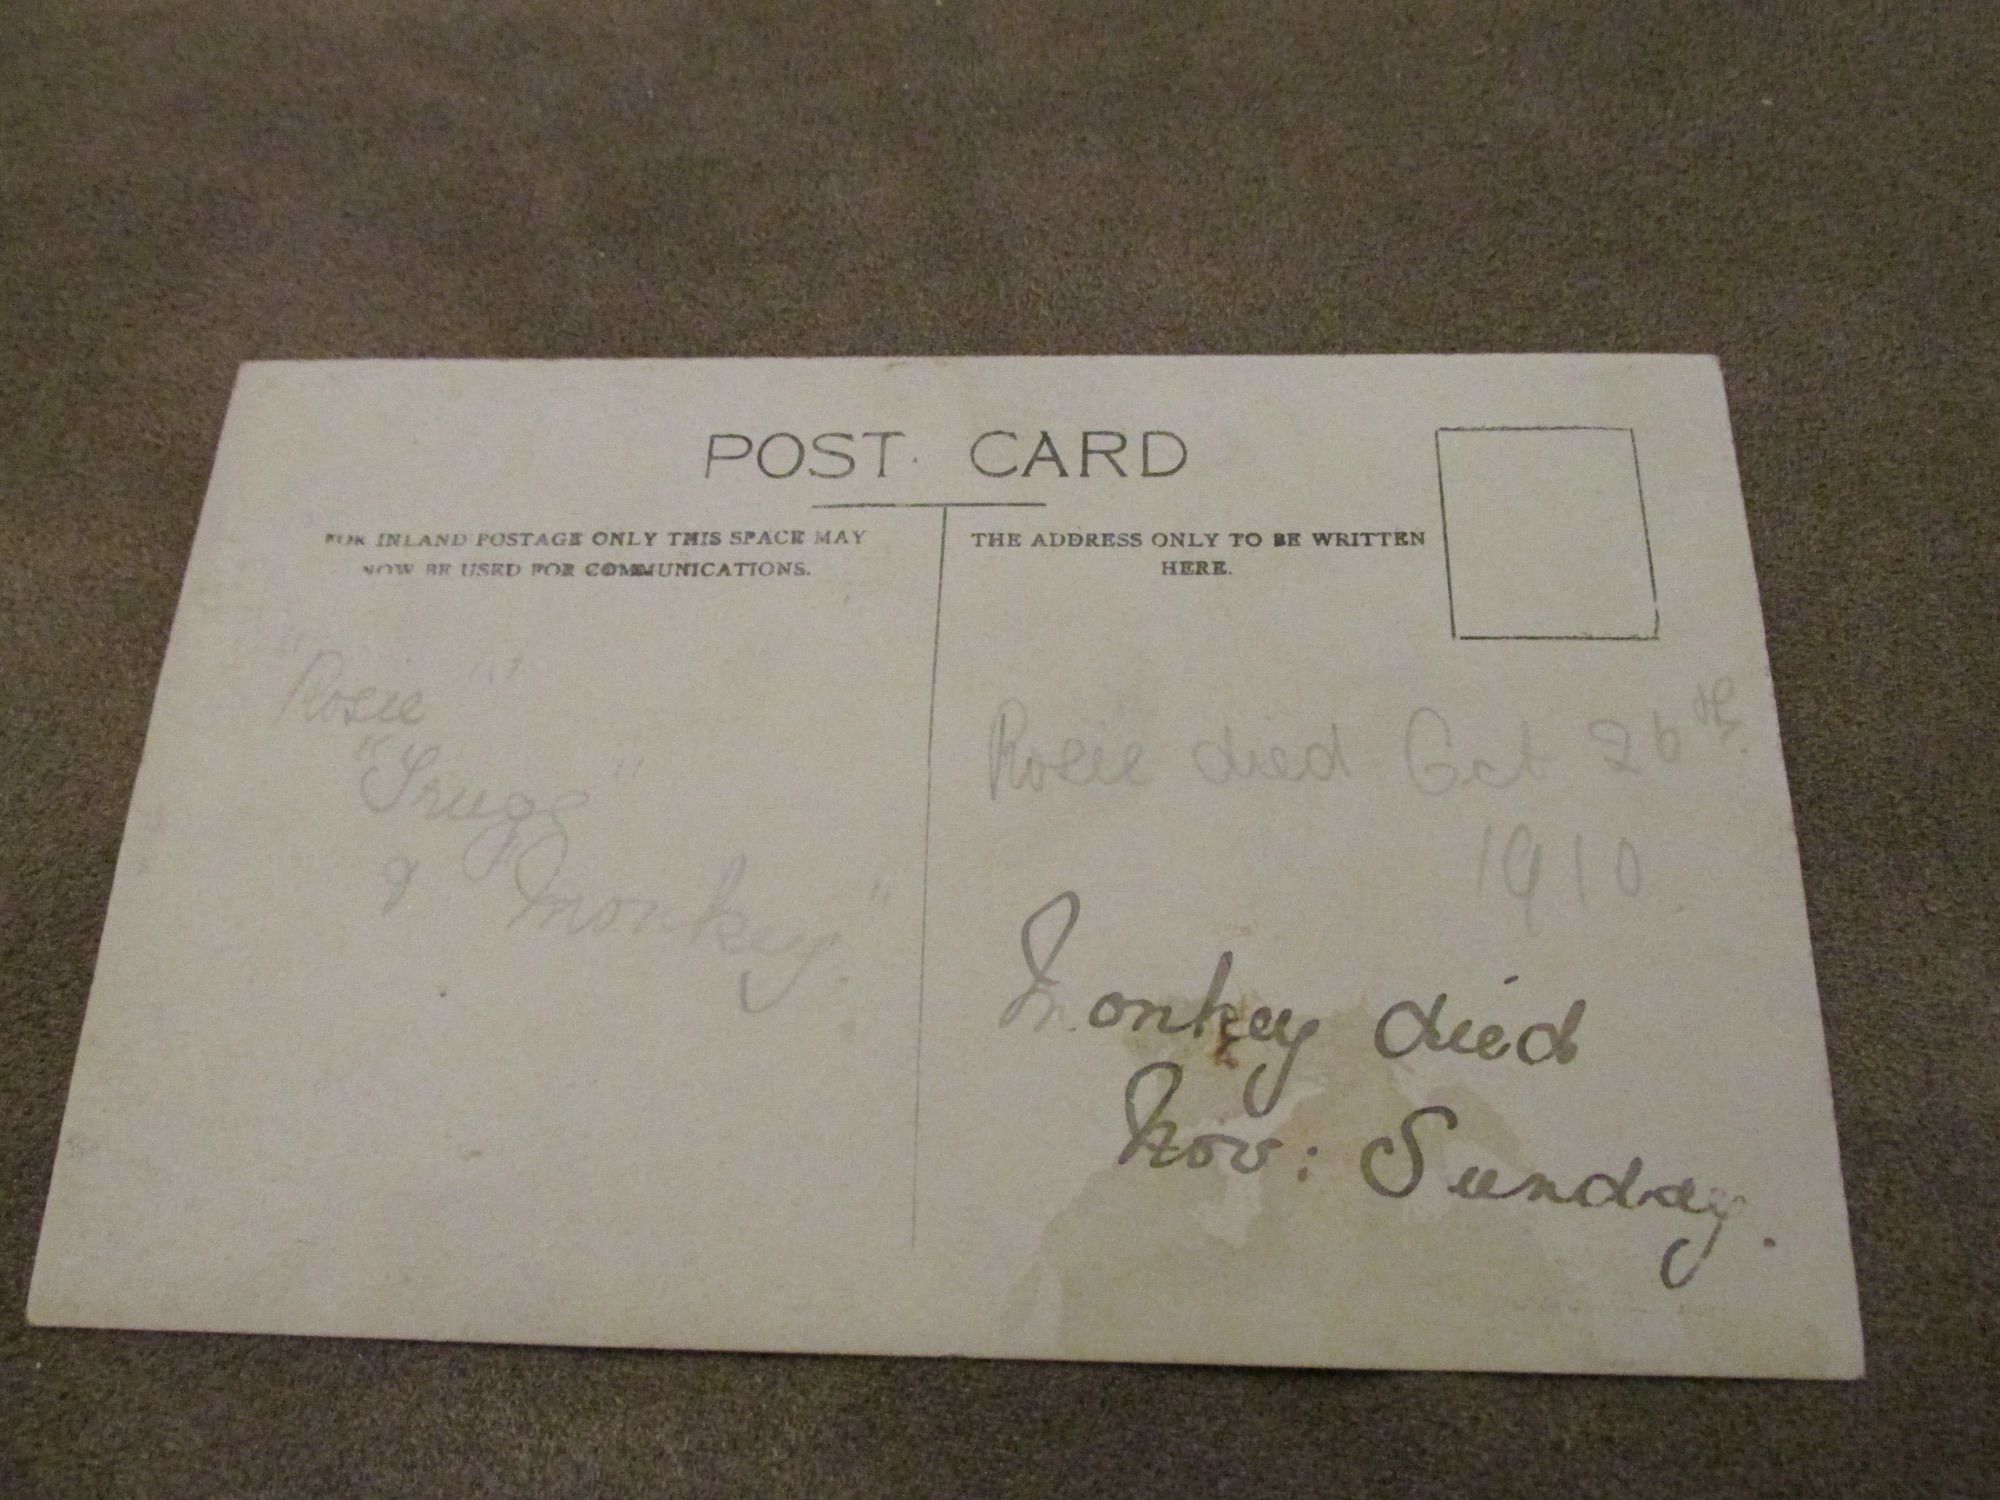 POST CARD
FOR INLAND POSTAGE ONLY THIS SPACE MAY
NOW BE USED FOR COMMUNICATIONS.
THE ADDRESS ONLY TO BE WRITTEN
HERE.
"Rosie"
& "Monkey."
Rosie died Oct 26th.
1910.
Monkey died
Nov: Sunday.